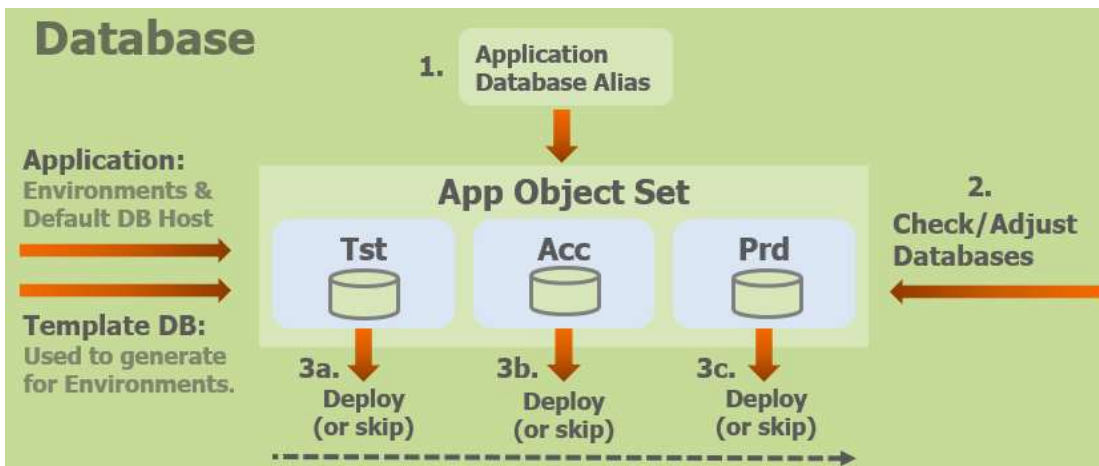 Database
1.
Application
Database Alias
Application:
Environments &
Default DB Host
Template DB:
Used to generate
for Environments.
App Object Set
Tst
Acc
Prd
2.
Check/Adjust
Databases
3a.
Deploy
(or skip)
3b.
Deploy
(or skip)
3c.
Deploy
(or skip)